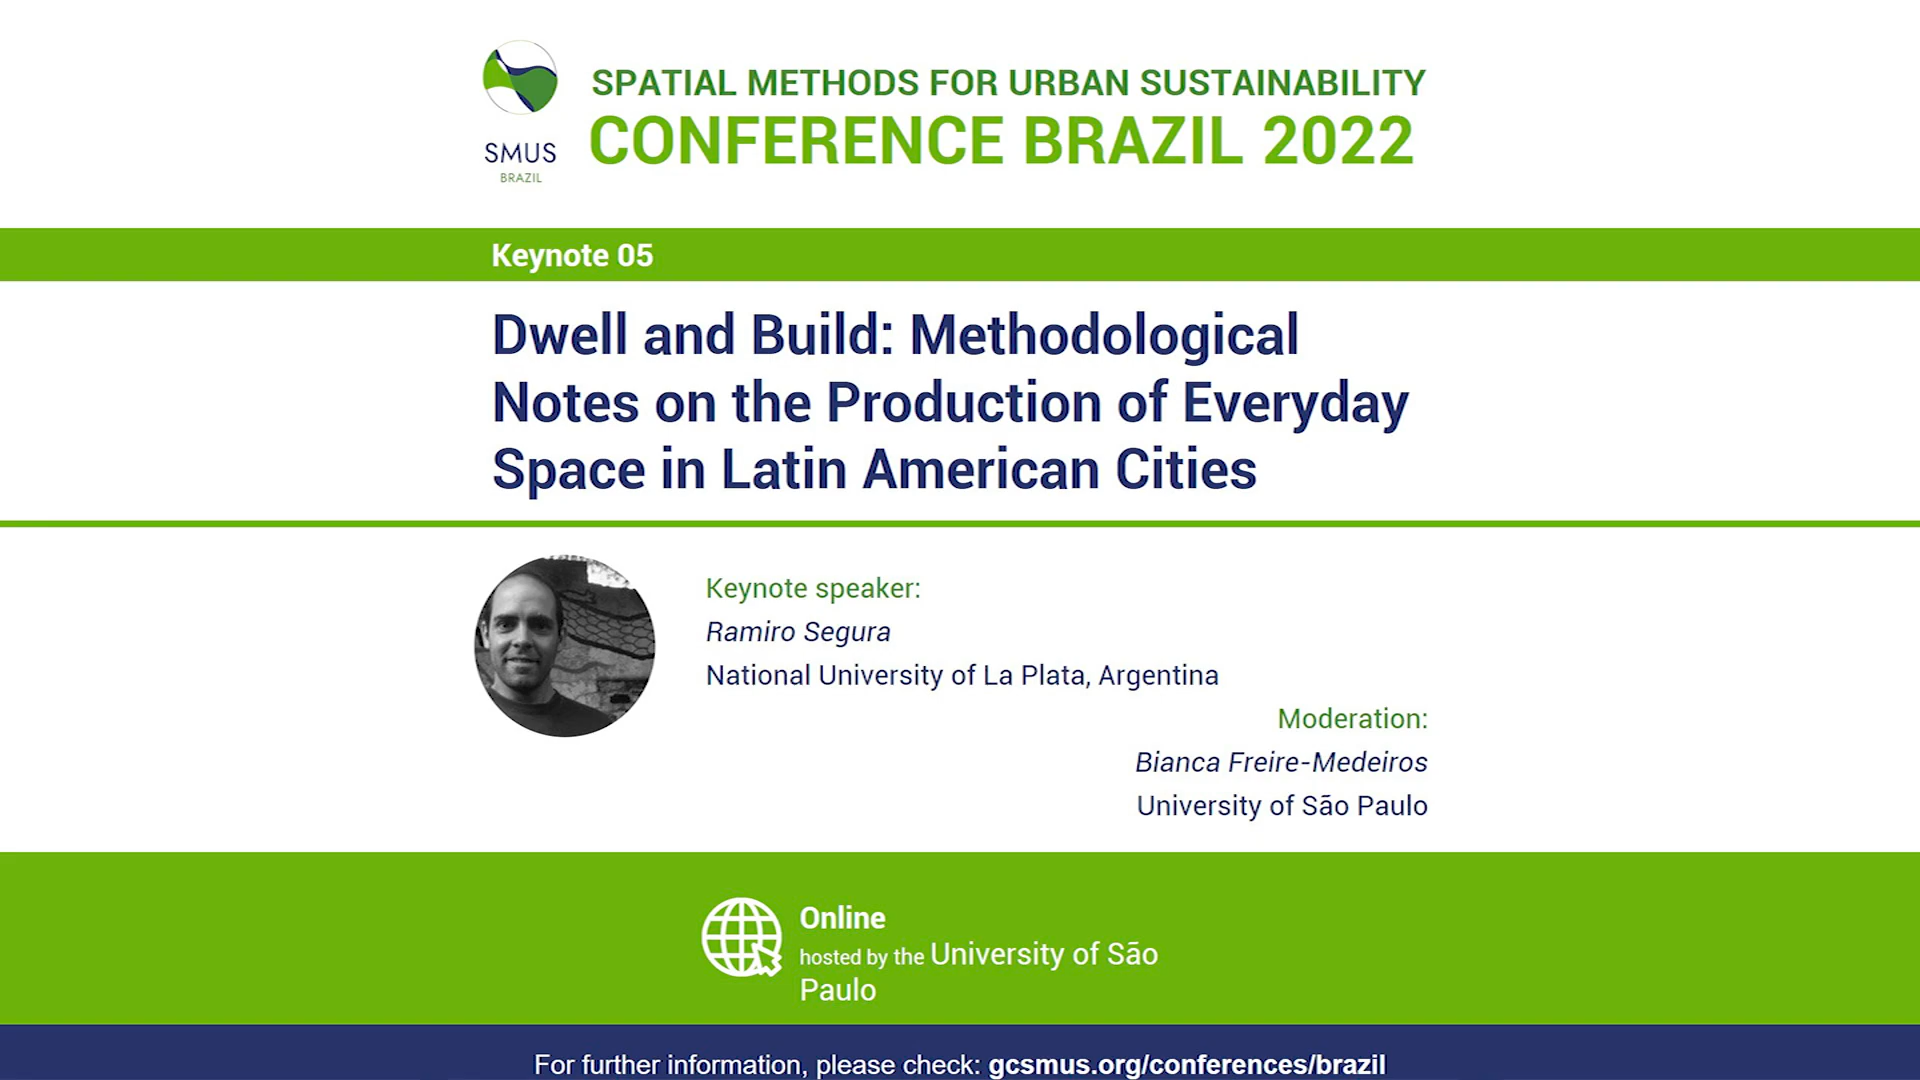 SMUS
BRAZIL
SPATIAL METHODS FOR URBAN SUSTAINABILITY
CONFERENCE BRAZIL 2022
Keynote 05
Dwell and Build: Methodological
Notes on the Production of Everyday
Space in Latin American Cities
Keynote speaker:
Ramiro Segura
National University of La Plata, Argentina
Moderation:
Bianca Freire-Medeiros
University of São Paulo
Online
hosted by the University of São
Paulo
For further information, please check: gcsmus.org/conferences/brazil